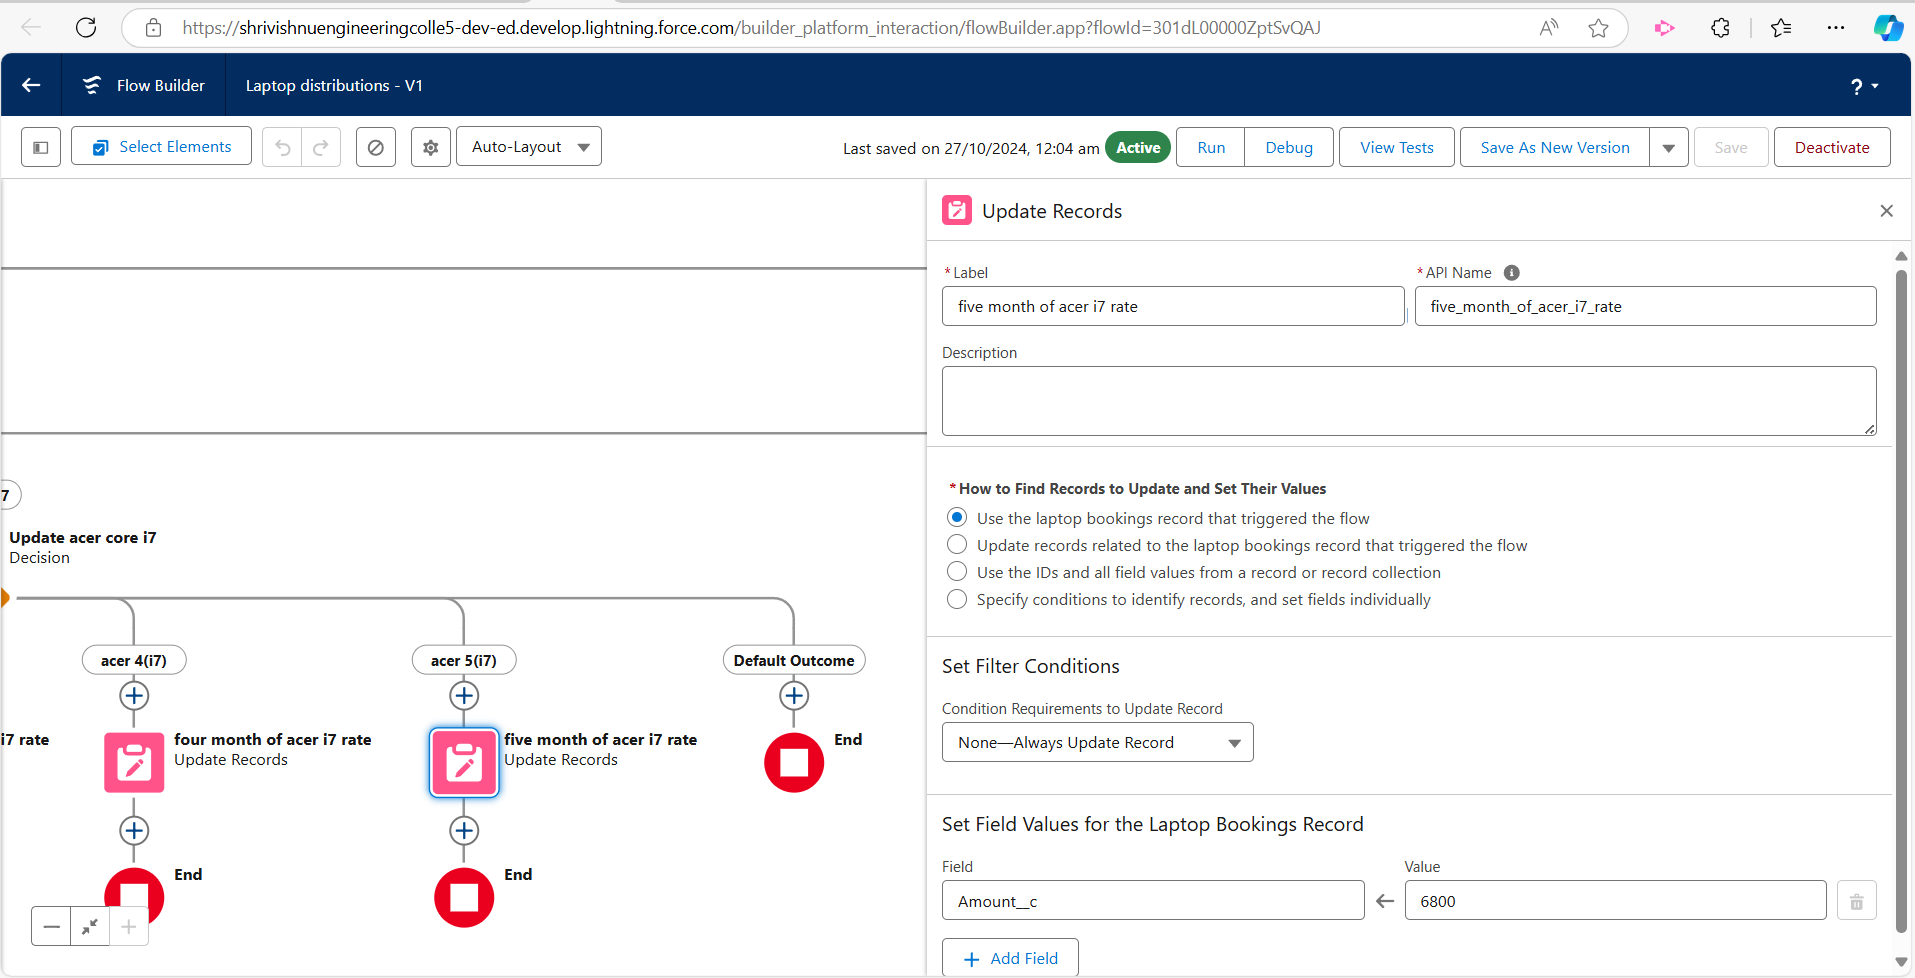 https://shrivishnuengineeringcolle5-dev-ed.develop.lightning.force.com/builder_platform_interaction/flowBuilder.app?flowId=301dL00000ZptSvQAJ
Flow Builder
Laptop distributions - V1
?
Select Elements
Auto-Layout
Last saved on 27/10/2024, 12:04 am
Active
Run
Debug
View Tests
Save As New Version
Save
Deactivate
Update Records
*Label
*API Name
five month of acer i7 rate
five_month_of_acer_i7_rate
Description
*How to Find Records to Update and Set Their Values
Use the laptop bookings record that triggered the flow
Update records related to the laptop bookings record that triggered the flow
Use the IDs and all field values from a record or record collection
Specify conditions to identify records, and set fields individually
Set Filter Conditions
Condition Requirements to Update Record
None—Always Update Record
Set Field Values for the Laptop Bookings Record
Field
Value
Amount__c
6800
Add Field
7
Update acer core i7
Decision
acer 4(i7)
acer 5(i7)
Default Outcome
i7 rate
four month of acer i7 rate
Update Records
five month of acer i7 rate
Update Records
End
End
End